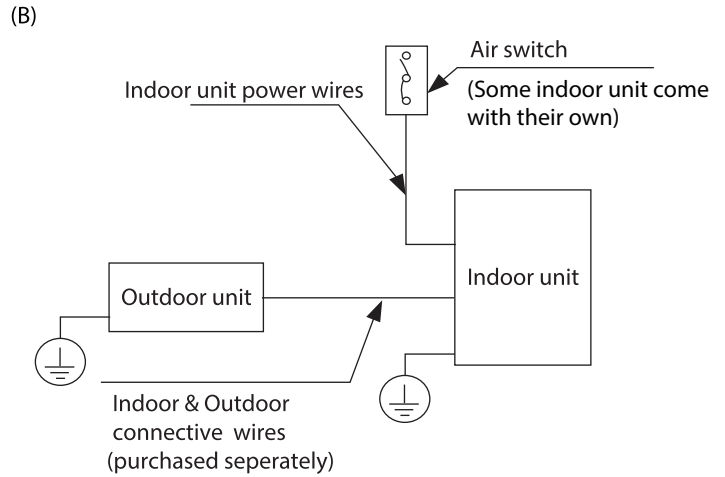 (B)
Air switch
(Some indoor unit come
with their own)
Indoor unit power wires
Indoor unit
Outdoor unit
Indoor & Outdoor
connective wires
(purchased seperately)